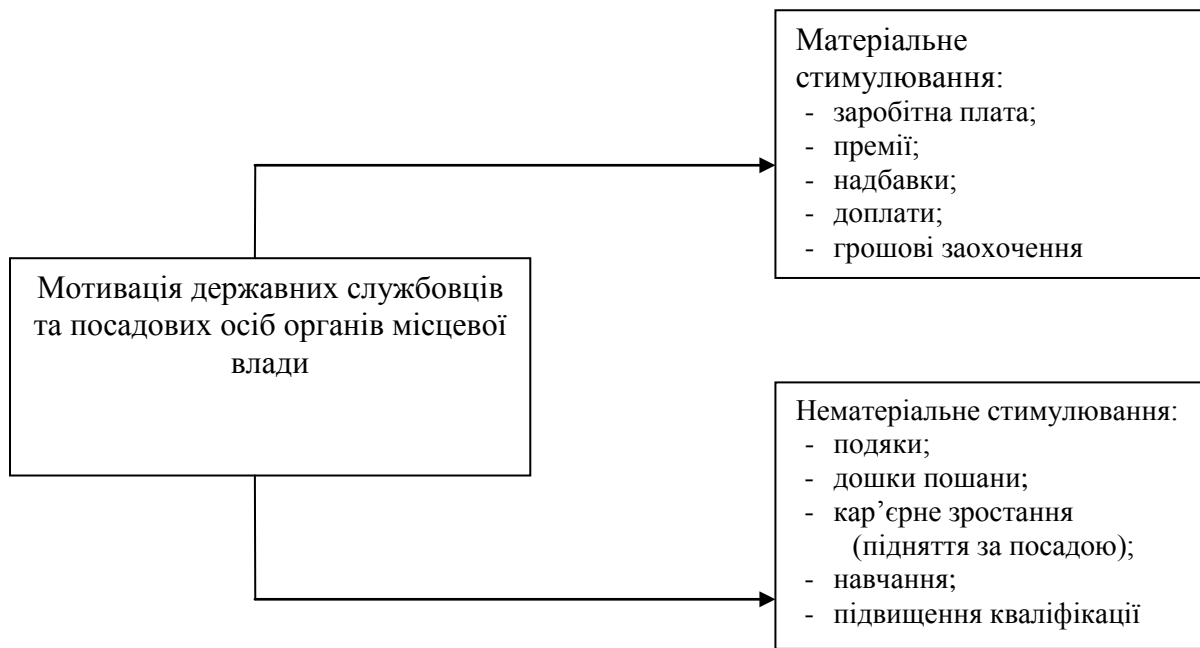 Матеріальне
стимулювання:
- заробітна плата;
- премії;
- надбавки;
- доплати;
- грошові заохочення
Мотивація державних службовців
та посадових осіб органів місцевої
влади
Нематеріальне стимулювання:
- подяки;
- дошки пошани;
- кар’єрне зростання
(підняття за посадою);
- навчання;
- підвищення кваліфікації